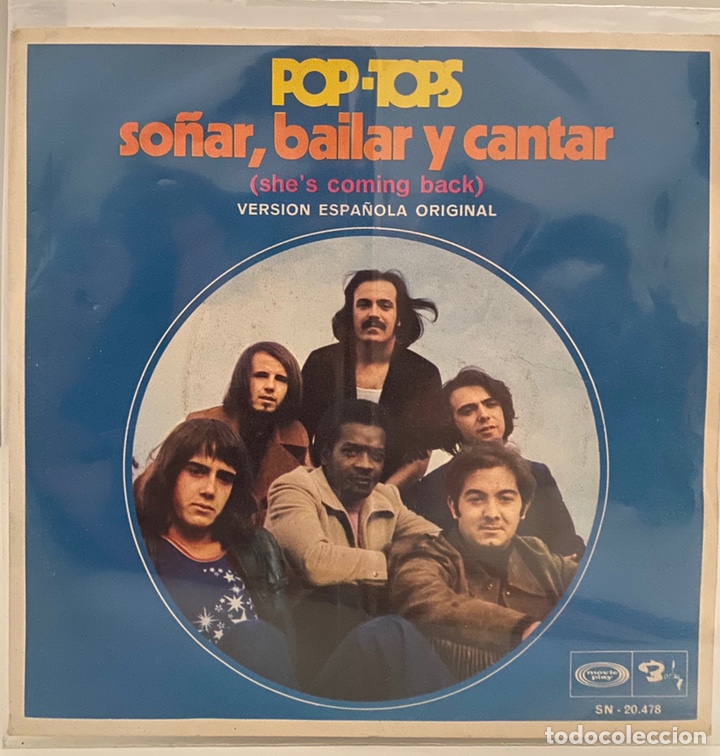 POP-TOPS
soñar, bailar y cantar
(she's coming back)
VERSION ESPAÑOLA ORIGINAL
movie
play
SN - 20.478
todocoleccion